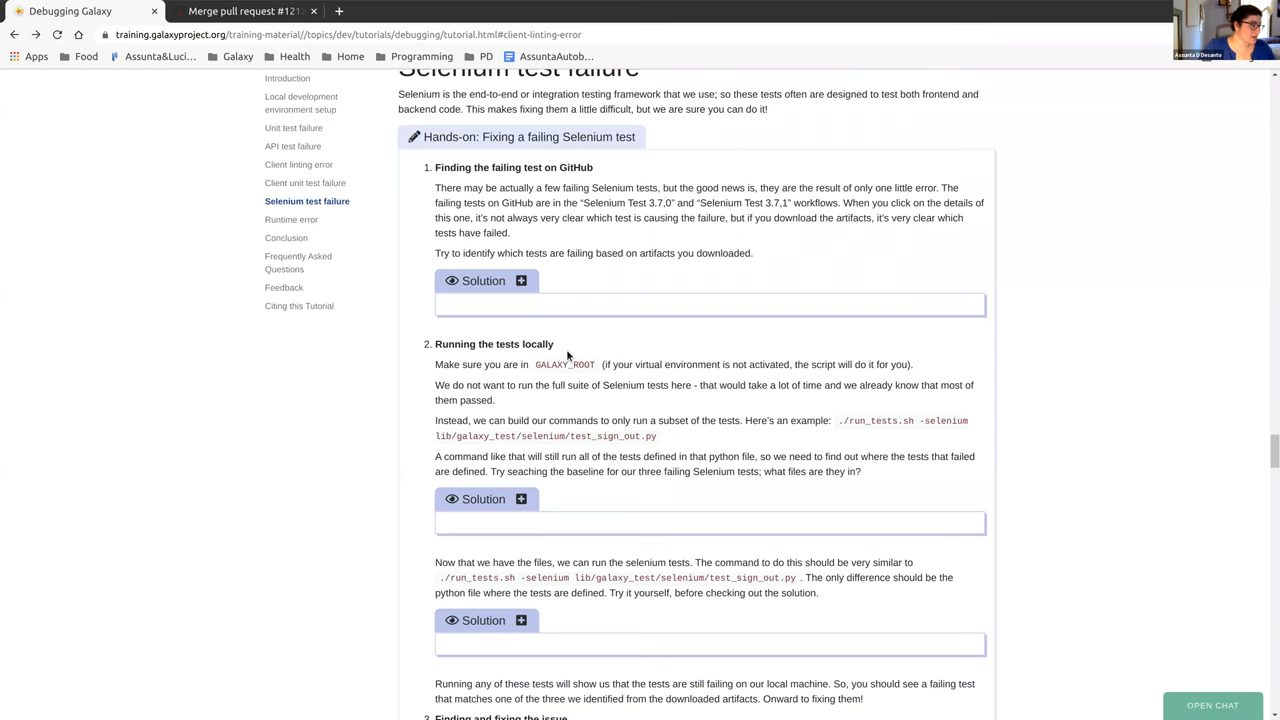 Debugging Galaxy
Merge pull request #1212
training.galaxyproject.org/training-material//topics/dev/tutorials/debugging/tutorial.html#client-linting-error
Apps
Food
Assunta&Luci...
Galaxy
Health
Home
Programming
PD
AssuntaAutob...
Assunta D Desanto
Introduction
Local development
environment setup
Unit test failure
API test failure
Client linting error
Client unit test failure
Selenium test failure
Runtime error
Conclusion
Frequently Asked
Questions
Feedback
Citing this Tutorial
Selenium test failure
Selenium is the end-to-end or integration testing framework that we use; so these tests often are designed to test both frontend and
backend code. This makes fixing them a little difficult, but we are sure you can do it!
Hands-on: Fixing a failing Selenium test
1. Finding the failing test on GitHub
There may be actually a few failing Selenium tests, but the good news is, they are the result of only one little error. The
failing tests on GitHub are in the “Selenium Test 3.7,0” and “Selenium Test 3.7,1” workflows. When you click on the details of
this one, it’s not always very clear which test is causing the failure, but if you download the artifacts, it’s very clear which
tests have failed.
Try to identify which tests are failing based on artifacts you downloaded.
Solution
2. Running the tests locally
Make sure you are in GALAXY_ROOT (if your virtual environment is not activated, the script will do it for you).
We do not want to run the full suite of Selenium tests here - that would take a lot of time and we already know that most of
them passed.
Instead, we can build our commands to only run a subset of the tests. Here’s an example: ./run_tests.sh -selenium
lib/galaxy_test/selenium/test_sign_out.py
A command like that will still run all of the tests defined in that python file, so we need to find out where the tests that failed
are defined. Try seaching the baseline for our three failing Selenium tests; what files are they in?
Solution
Now that we have the files, we can run the selenium tests. The command to do this should be very similar to
./run_tests.sh -selenium lib/galaxy_test/selenium/test_sign_out.py . The only difference should be the
python file where the tests are defined. Try it yourself, before checking out the solution.
Solution
Running any of these tests will show us that the tests are still failing on our local machine. So, you should see a failing test
that matches one of the three we identified from the downloaded artifacts. Onward to fixing them!
3. Finding and fixing the issue
OPEN CHAT